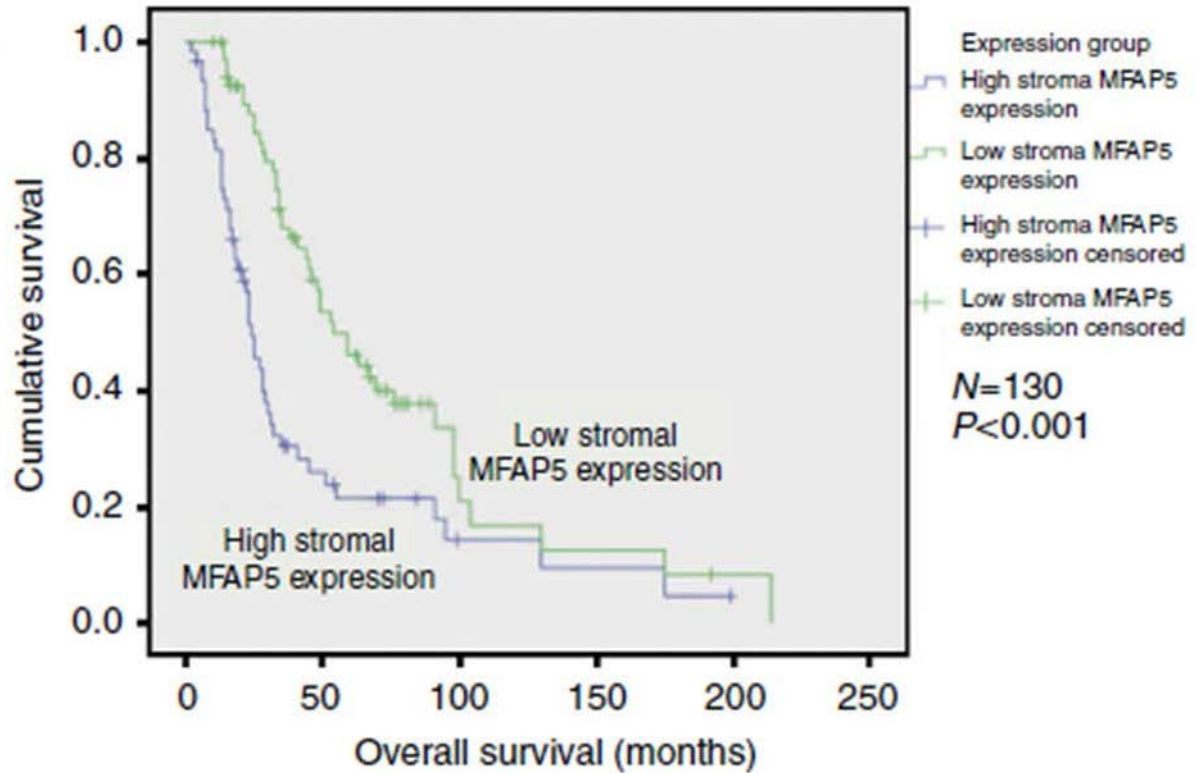 1.0
0.8
0.6
0.4
0.2
0.0
Cumulative survival
0
50
100
150
200
250
Overall survival (months)
Low stromal
MFAP5 expression
High stromal
MFAP5 expression
Expression group
High stroma MFAP5
expression
Low stroma MFAP5
expression
High stroma MFAP5
expression censored
Low stroma MFAP5
expression censored
N=130
P<0.001